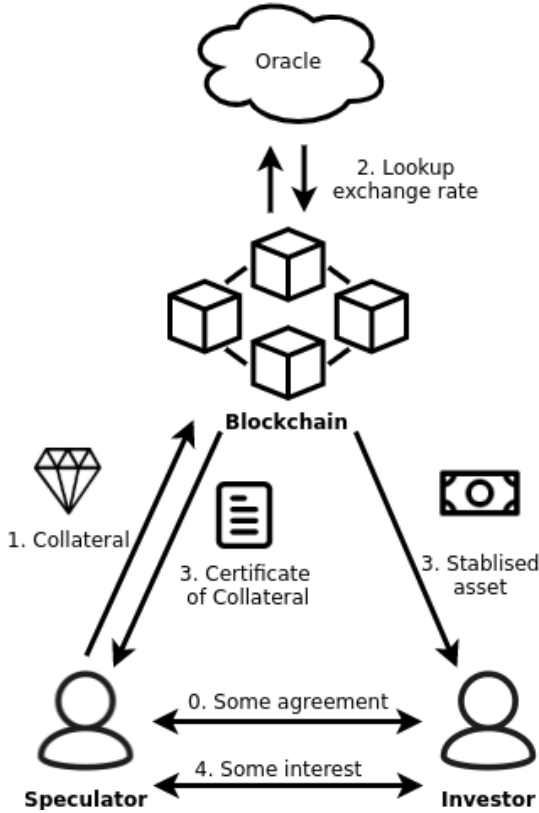 Oracle
2. Lookup
exchange rate
Blockchain
1. Collateral
3. Certificate
of Collateral
3. Stablised
asset
0. Some agreement
4. Some interest
Speculator
Investor